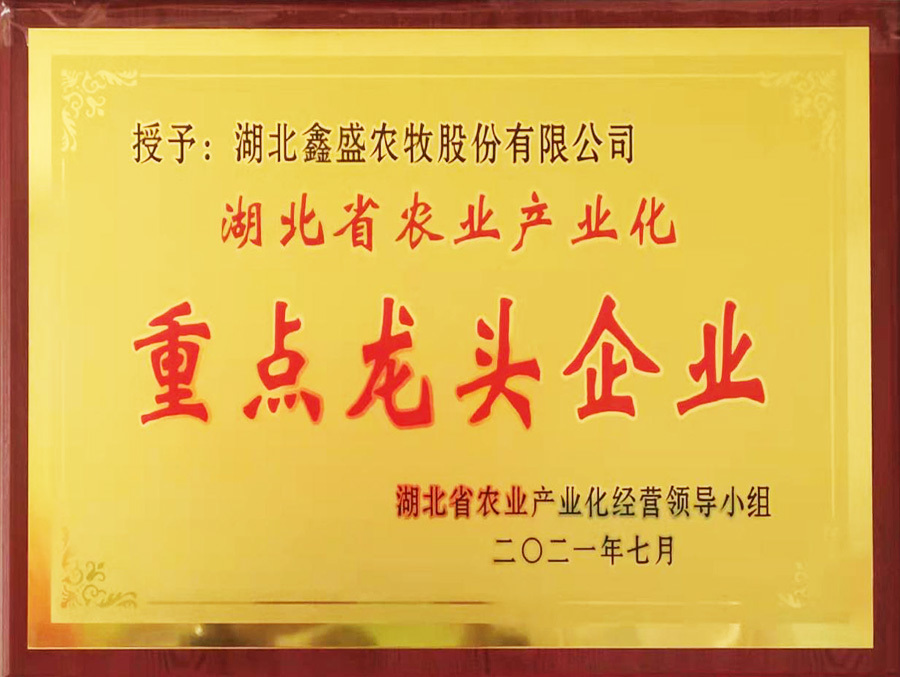 授予：湖北鑫盛农牧股份有限公司
湖北省农业产业化
重点龙头企业
湖北省农业产业化经营领导小组
二〇二一年七月